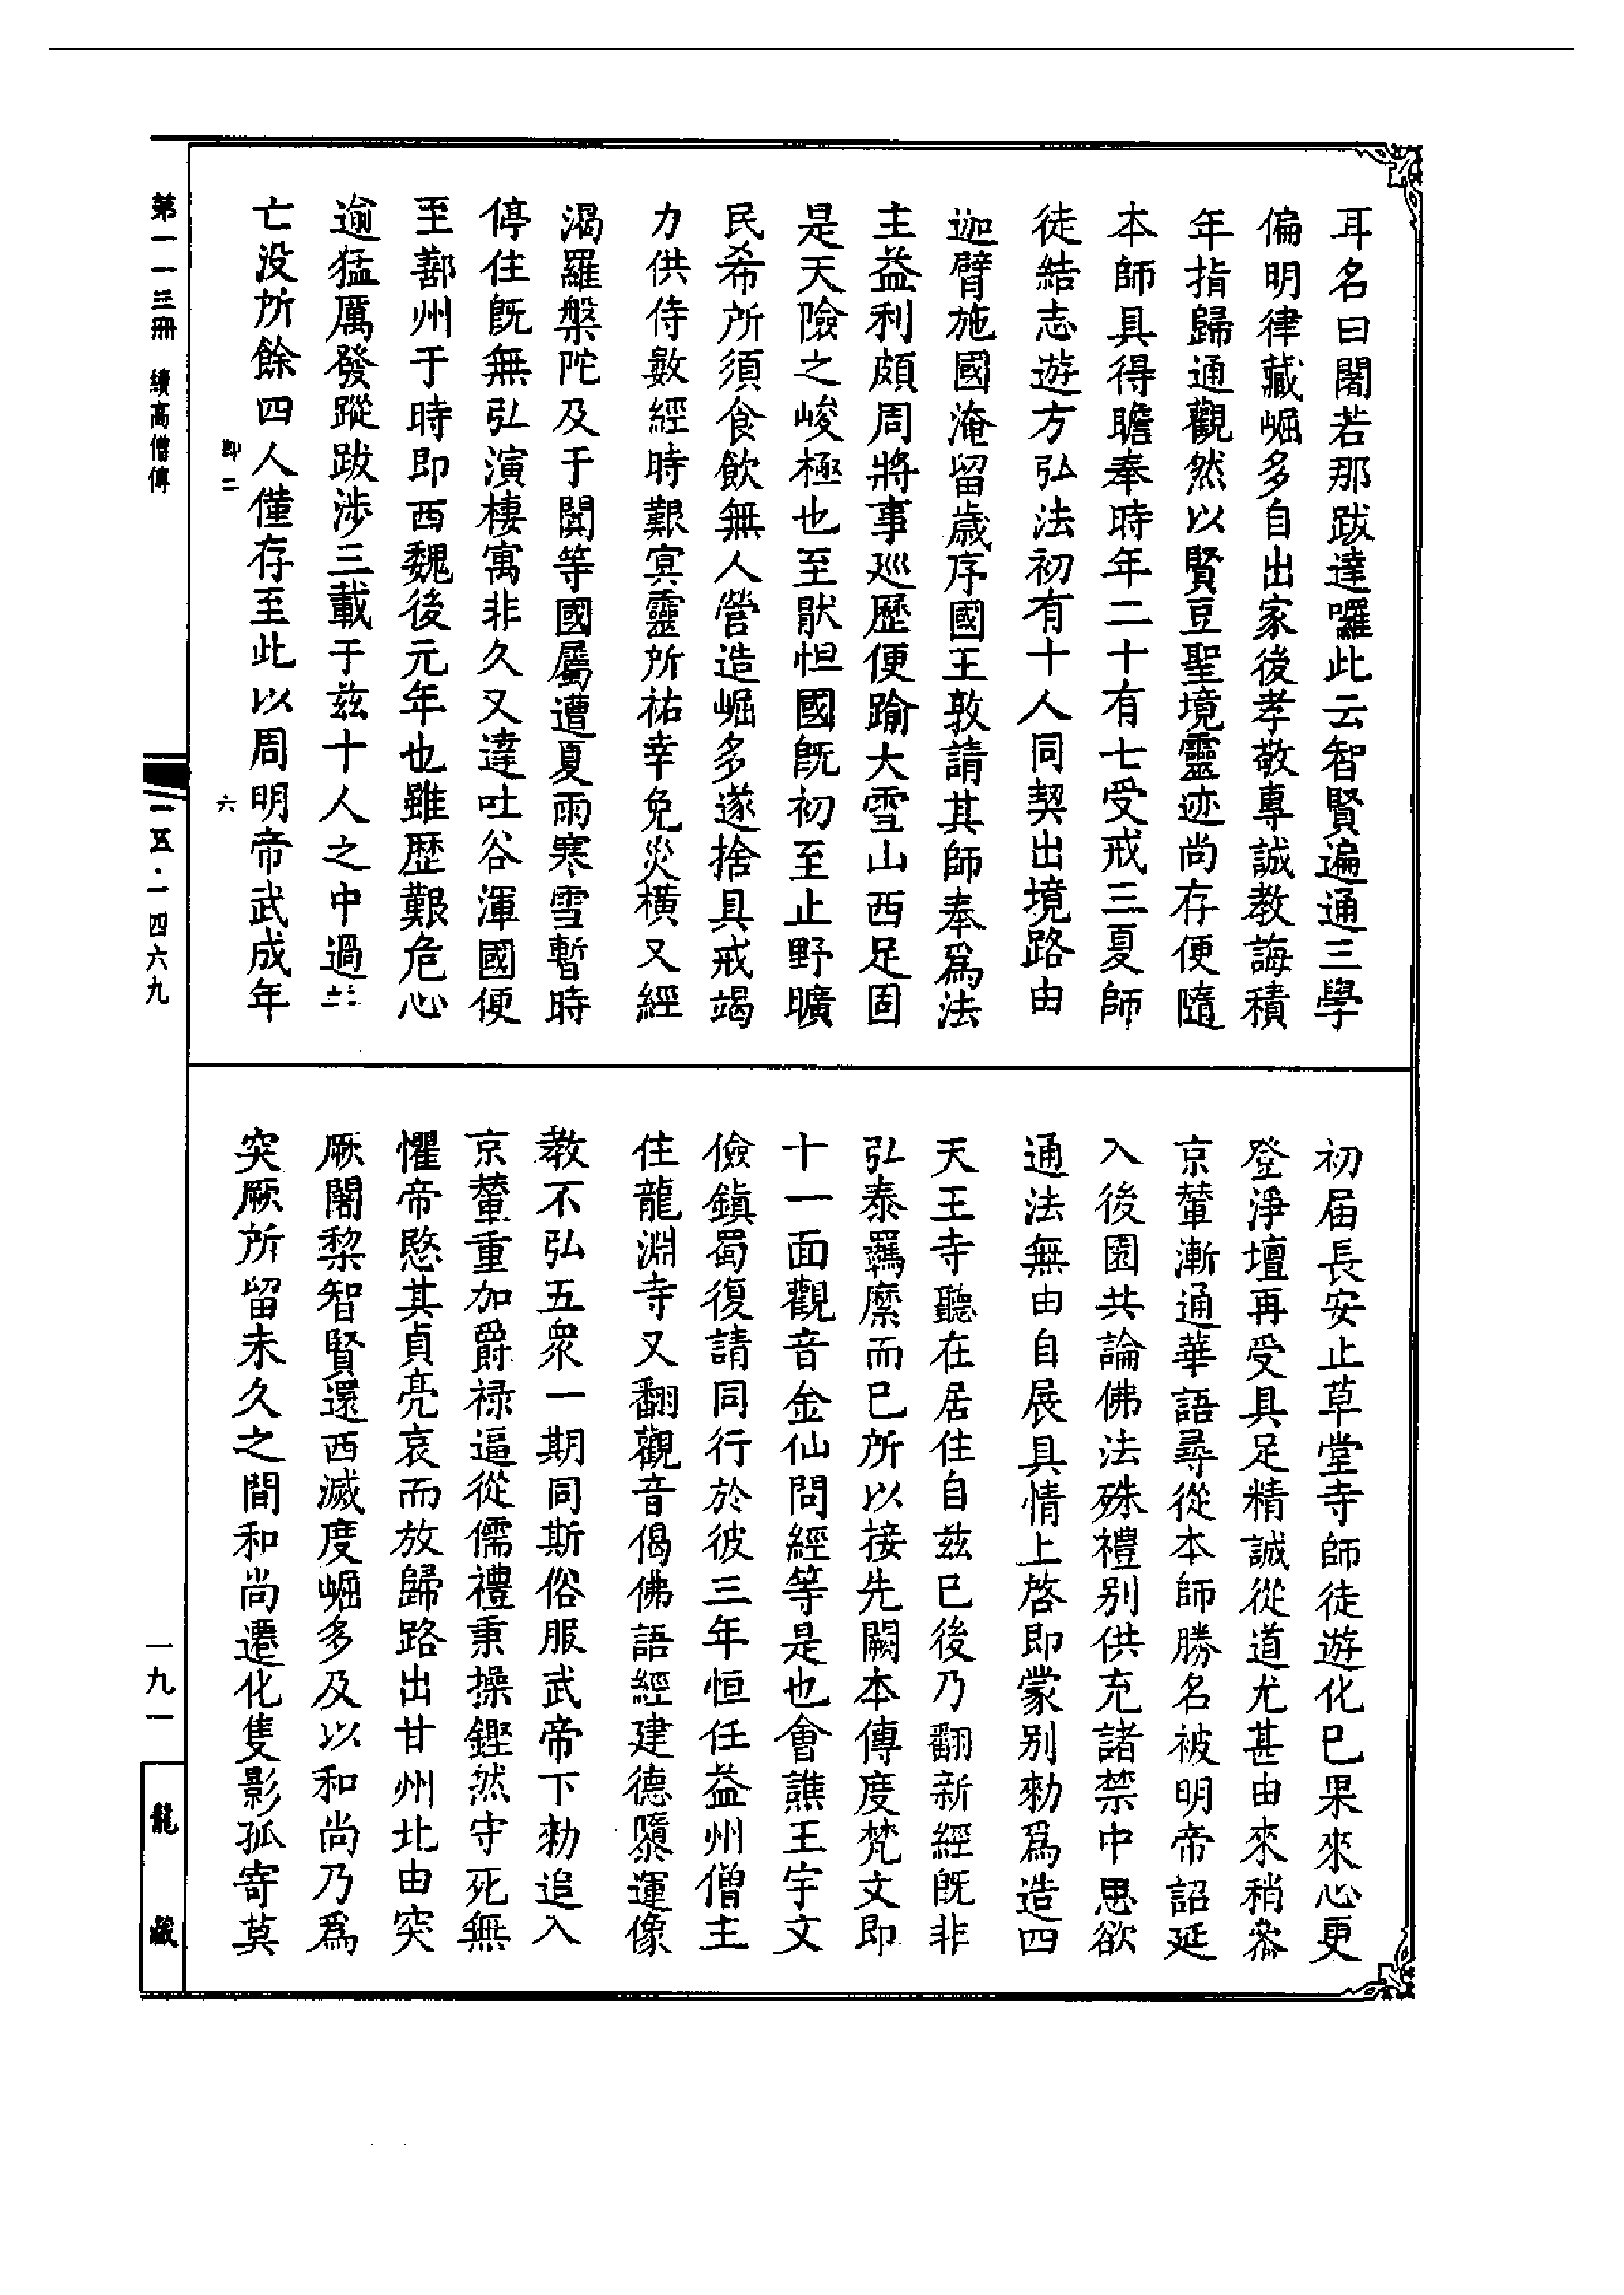 耳名曰闍若那跋達囉此云智賢遍通三學
偏明律藏崛多自出家後孝敬專誠教誨積
年指歸通觀然以賢豆聖境靈迹尚存便隨
本師具得瞻奉時年二十有七受戒三夏師
徒結志遊方弘法初有十人同契出境路由
迦臂施國淹留歲序國王敦請其師奉爲法
主益利頗周將事巡歷便踰大雪山西足固
是天險之峻極也至厭怛國旣初至止野曠
民希所須食飲無人營造崛多遂捨具戒竭
力供侍數經時艱冥靈所祐幸免災橫又經
渴羅槃陀及于闐等國屬遭夏雨寒雪暫時
停住旣無弘演棲寓非久又達吐谷渾國便
至鄯州于時即西魏後元年也雖歷艱危心
逾猛厲發蹤跋涉三載于兹十人之中過
亡没所餘四人僅存至此以周明帝武成年
初届長安止草堂寺師徒遊化已果來心更
登淨壇再受具足精誠從道尤甚由來稍參
京輦漸通華語尋從本師勝名被明帝詔延
入後園共論佛法殊禮别供充諸禁中思欲
通法無由自展具情上啓即蒙别勑爲造四
天王寺聽在居住自兹已後乃翻新經旣非
弘泰羈縻而已所以接先闕本傳度梵文即
十一面觀音金仙問經等是也會譙王宇文
儉鎮蜀復請同行於彼三年恒任益州僧主
住龍淵寺又翻觀音偈佛語經建德隳運像
教不弘五衆一期同斯俗服武帝下勑追入
京輦重加爵禄逼從儒禮秉操鏗然守死無
懼帝愍其貞亮哀而放歸路出甘州北由突
厥闍黎智賢還西滅度崛多及以和尚乃爲
突厥所留未久之間和尚遷化隻影孤寄莫
第一一三冊 續高僧傳
二
六
一五·一四六九
一九一
龍藏